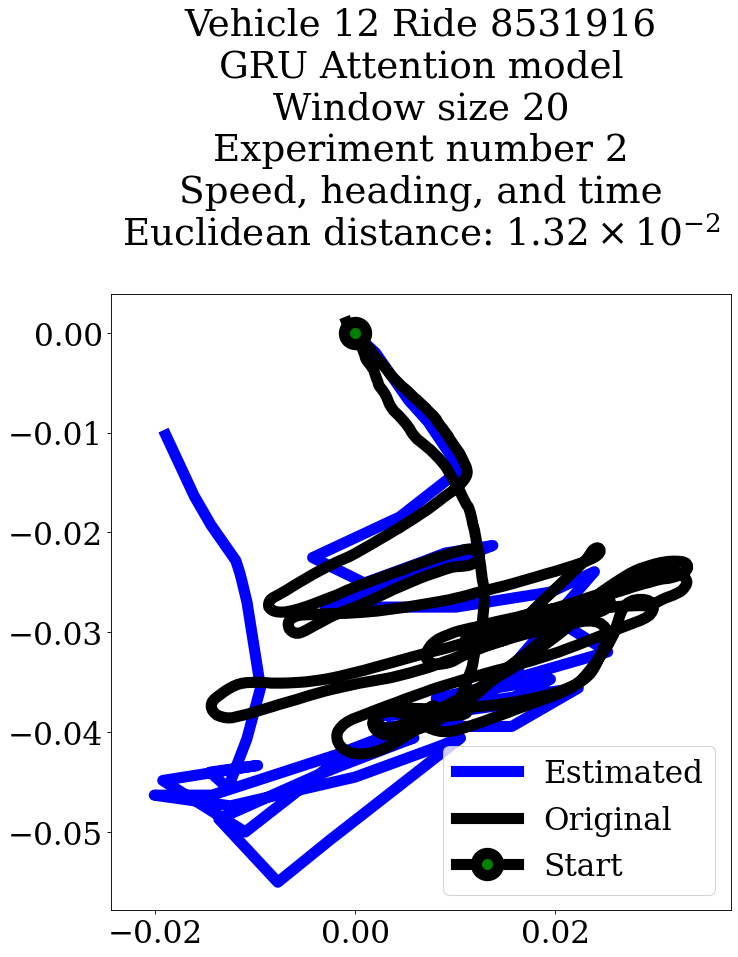 Vehicle 12 Ride 8531916
GRU Attention model
Window size 20
Experiment number 2
Speed, heading, and time
Euclidean distance: 1.32 × 10⁻²
0.00
−0.01
−0.02
−0.03
−0.04
−0.05
Estimated
Original
Start
−0.02 0.00 0.02